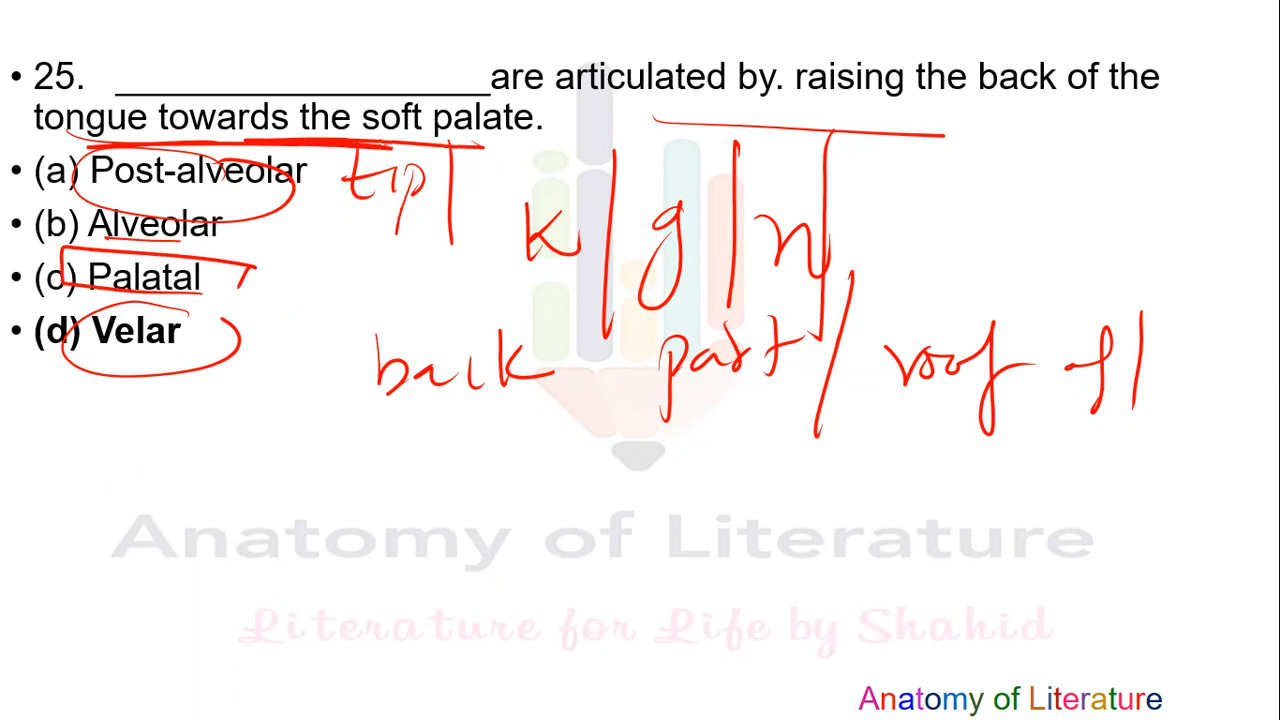 • 25. __________________are articulated by. raising the back of the
tongue towards the soft palate.
• (a) Post-alveolar
tip
• (b) Alveolar
k g n
• (c) Palatal
• (d) Velar
back part roof of
Anatomy of Literature
Literature for Life by Shahid
Anatomy of Literature